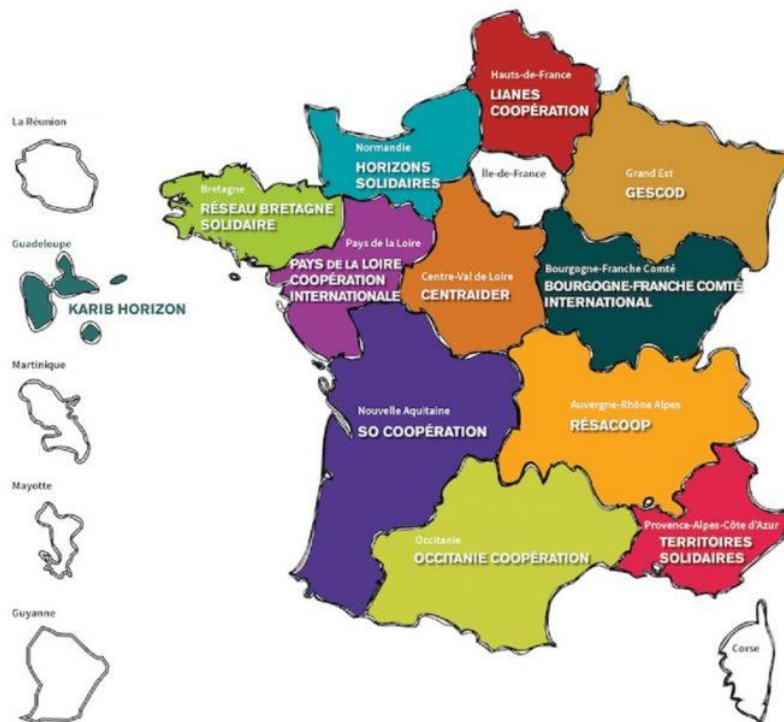 Hauts-de-France
LIANES
COOPÉRATION
La Réunion
Normandie
HORIZONS
SOLIDAIRES
Île-de-France
Grand Est
GESCOD
Bretagne
RÉSEAU BRETAGNE
SOLIDAIRE
Guadeloupe
KARIB HORIZON
Pays de la Loire
PAYS DE LA LOIRE
COOPÉRATION
INTERNATIONALE
Centre-Val de Loire
CENTRAIDER
Bourgogne-Franche Comté
BOURGOGNE-FRANCHE COMTÉ
INTERNATIONAL
Martinique
Nouvelle Aquitaine
SO COOPÉRATION
Auvergne-Rhône Alpes
RÉSACOOP
Mayotte
Occitanie
OCCITANIE COOPÉRATION
Provence-Alpes-Côte d'Azur
TERRITOIRES
SOLIDAIRES
Guyanne
Corse